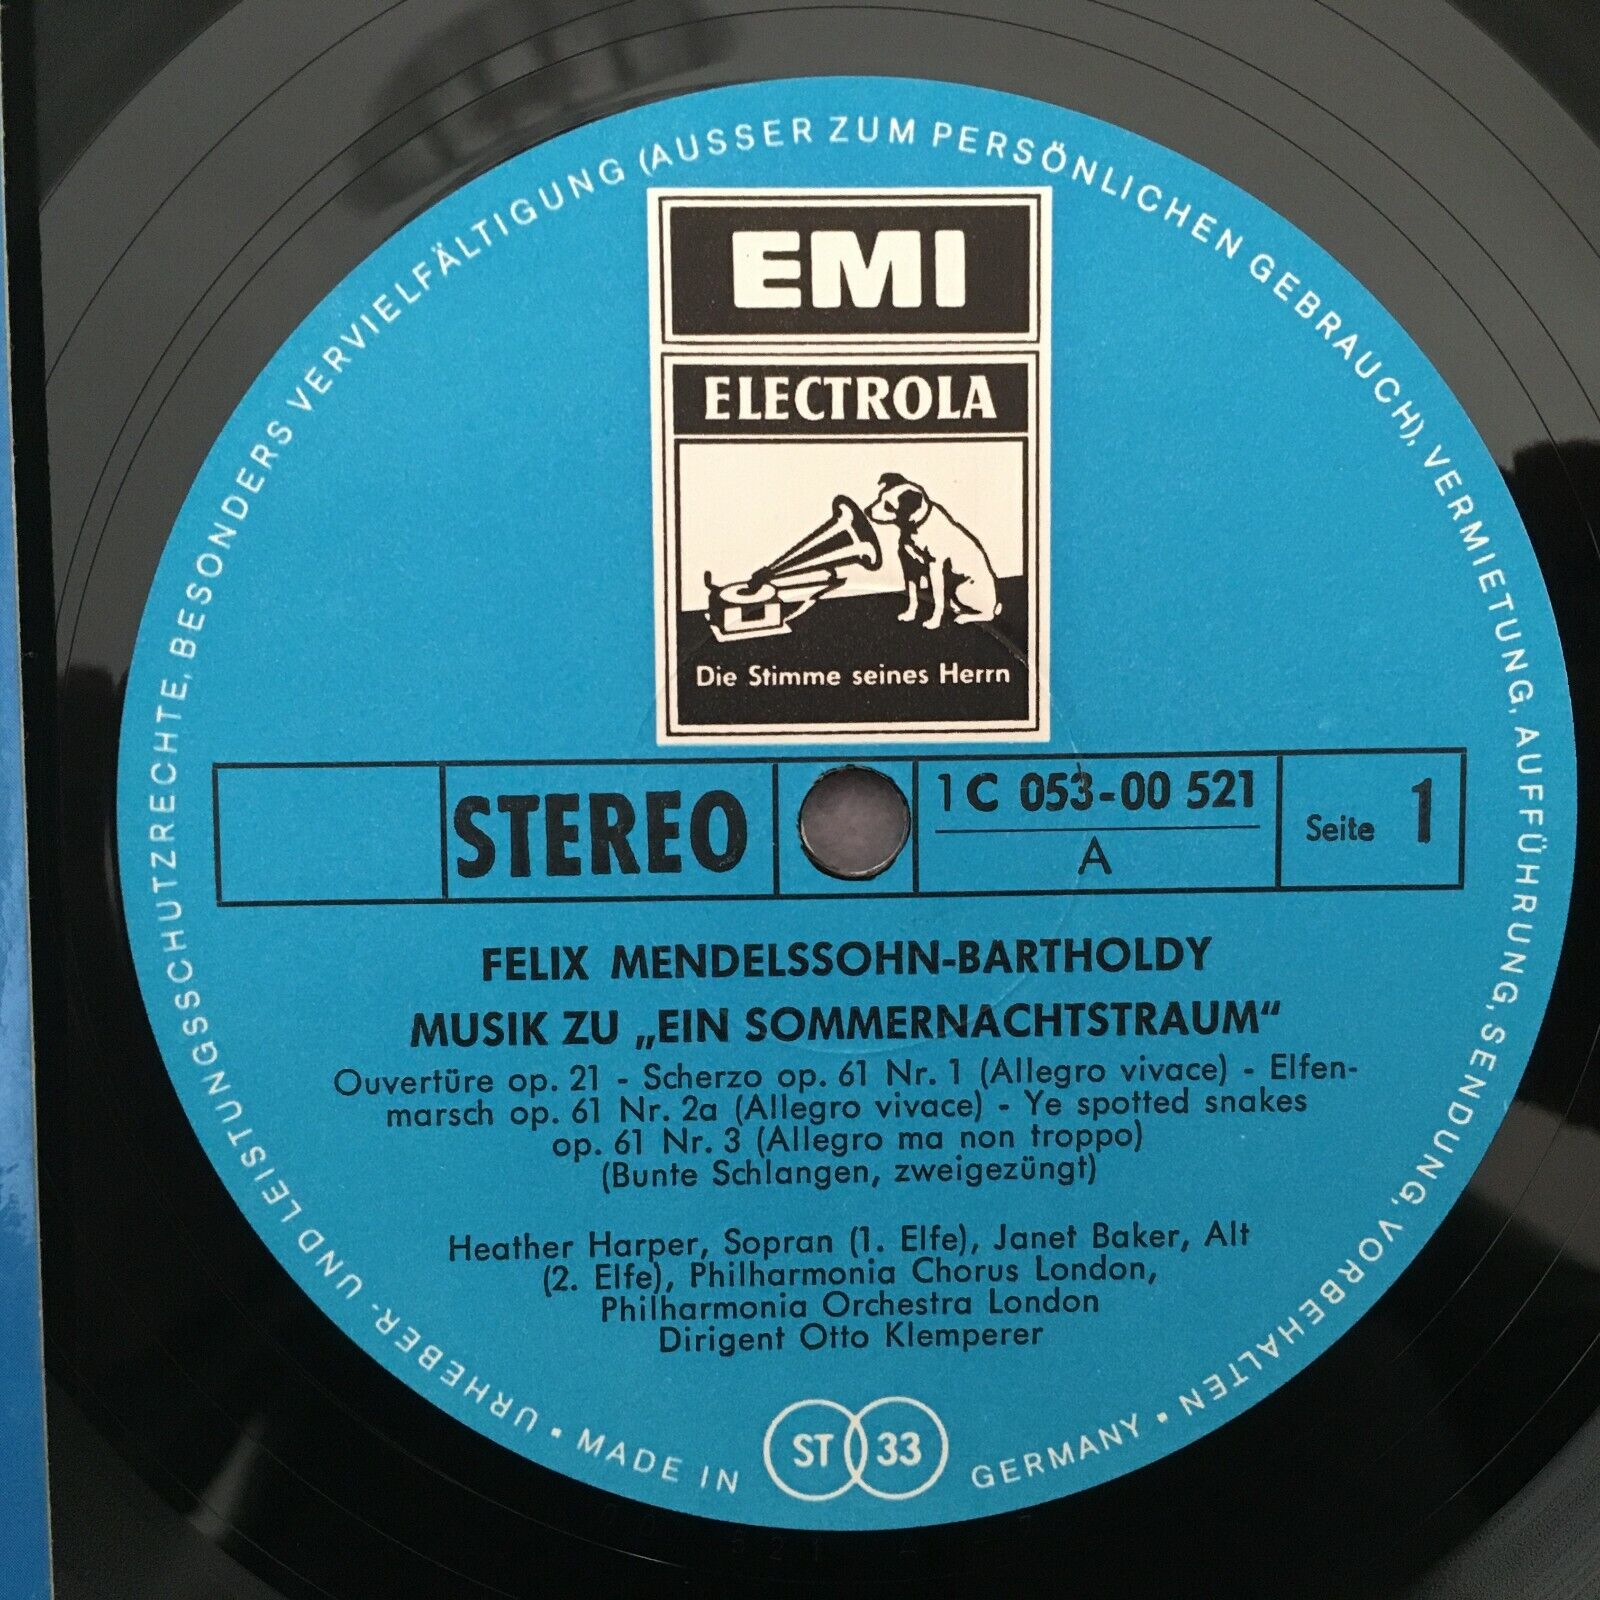 URHEBER- UND LEISTUNGSSCHUTZRECHTE, BESONDERS VERVIELFÄLTIGUNG (AUSSER ZUM PERSÖNLICHEN GEBRAUCH), VERMIETUNG, AUFFÜHRUNG, SENDUNG, VORBEHALTEN •
EMI
ELECTROLA
Die Stimme seines Herrn
STEREO
1 C 053-00 521
A
Seite 1
FELIX MENDELSSOHN-BARTHOLDY
MUSIK ZU „EIN SOMMERNACHTSTRAUM“
Ouvertüre op. 21 - Scherzo op. 61 Nr. 1 (Allegro vivace) - Elfen-
marsch op. 61 Nr. 2a (Allegro vivace) - Ye spotted snakes
op. 61 Nr. 3 (Allegro ma non troppo)
(Bunte Schlangen, zweigezüngt)
Heather Harper, Sopran (1. Elfe), Janet Baker, Alt
(2. Elfe), Philharmonia Chorus London,
Philharmonia Orchestra London
Dirigent Otto Klemperer
• MADE IN ST 33 GERMANY